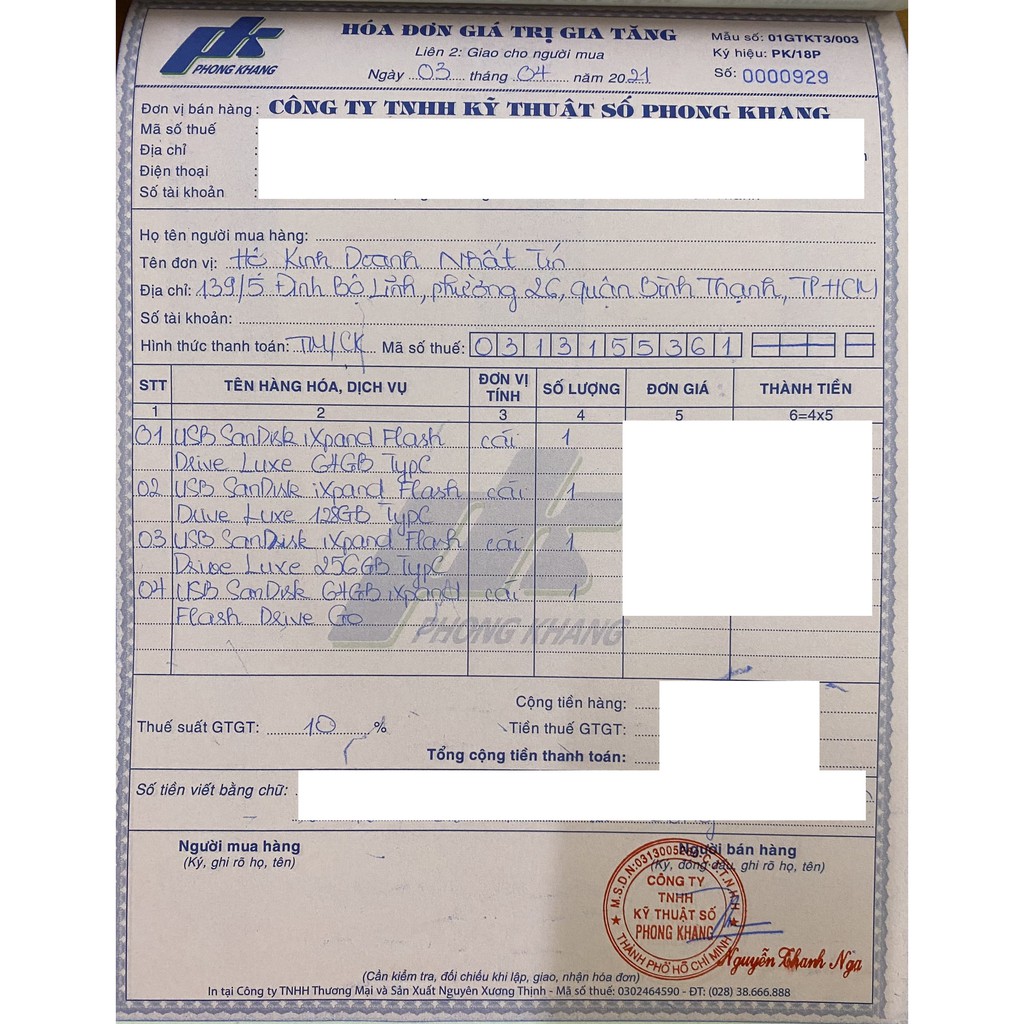 PHONG KHANG
HÓA ĐƠN GIÁ TRỊ GIA TĂNG
Liên 2: Giao cho người mua
Ngày 03 tháng 04 năm 2021
Mẫu số: 01GTKT3/003
Ký hiệu: PK/18P
Số: 0000929
Đơn vị bán hàng: CÔNG TY TNHH KỸ THUẬT SỐ PHONG KHANG
Mã số thuế :
Địa chỉ :
Điện thoại :
Số tài khoản :
Họ tên người mua hàng:
Tên đơn vị: Hộ Kinh Doanh Nhất Tín
Địa chỉ: 139/5 Đinh Bộ Lĩnh, phường 26, quận Bình Thạnh, TPHCM
Số tài khoản:
Hình thức thanh toán: TM/CK Mã số thuế: 0313155361
STT TÊN HÀNG HÓA, DỊCH VỤ ĐƠN VỊ TÍNH SỐ LƯỢNG ĐƠN GIÁ THÀNH TIỀN
1 2 3 4 5 6=4x5
01 USB SanDisk iXpand Flash cái 1
Drive Luxe 64GB TypC
02 USB SanDisk iXpand Flash cái 1
Drive Luxe 128GB TypC
03 USB SanDisk iXpand Flash cái 1
Drive Luxe 256GB TypC
04 USB SanDisk 64GB iXpand cái 1
Flash Drive Go
PHONG KHANG
Cộng tiền hàng:
Thuế suất GTGT: 10 % Tiền thuế GTGT:
Tổng cộng tiền thanh toán:
Số tiền viết bằng chữ:
Người mua hàng
(Ký, ghi rõ họ, tên)
Người bán hàng
(Ký, đóng dấu, ghi rõ họ, tên)
CÔNG TY
TNHH
KỸ THUẬT SỐ
PHONG KHANG
THÀNH PHỐ HỒ CHÍ MINH
Nguyễn Thanh Nga
(Cần kiểm tra, đối chiếu khi lập, giao, nhận hóa đơn)
In tại Công ty TNHH Thương Mại và Sản Xuất Nguyên Xương Thịnh - Mã số thuế: 0302464590 - ĐT: (028) 38.666.888